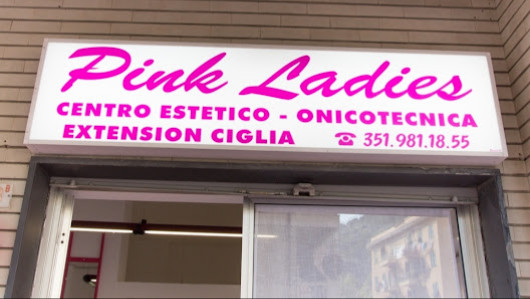 Pink Ladies
CENTRO ESTETICO - ONICOTECNICA
EXTENSION CIGLIA ☎ 351.981.18.55